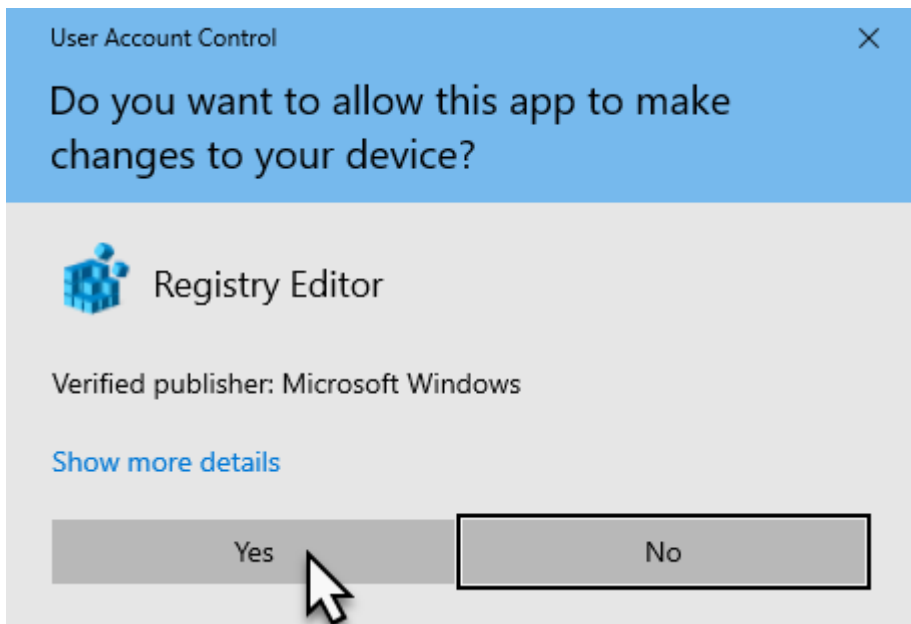 User Account Control
Do you want to allow this app to make
changes to your device?
Registry Editor
Verified publisher: Microsoft Windows
Show more details
Yes
No